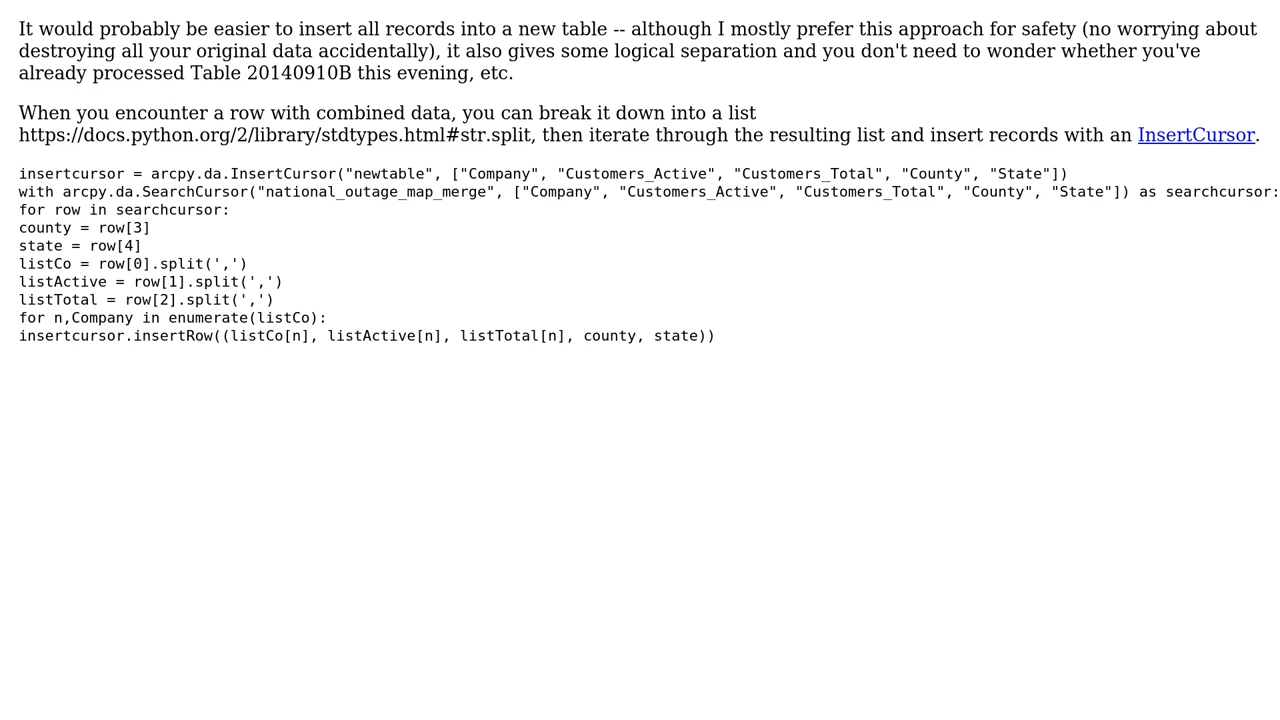 It would probably be easier to insert all records into a new table -- although I mostly prefer this approach for safety (no worrying about
destroying all your original data accidentally), it also gives some logical separation and you don't need to wonder whether you've
already processed Table 20140910B this evening, etc.
When you encounter a row with combined data, you can break it down into a list
https://docs.python.org/2/library/stdtypes.html#str.split, then iterate through the resulting list and insert records with an InsertCursor.
insertcursor = arcpy.da.InsertCursor("newtable", ["Company", "Customers_Active", "Customers_Total", "County", "State"])
with arcpy.da.SearchCursor("national_outage_map_merge", ["Company", "Customers_Active", "Customers_Total", "County", "State"]) as searchcursor:
for row in searchcursor:
county = row[3]
state = row[4]
listCo = row[0].split(',')
listActive = row[1].split(',')
listTotal = row[2].split(',')
for n,Company in enumerate(listCo):
insertcursor.insertRow((listCo[n], listActive[n], listTotal[n], county, state))